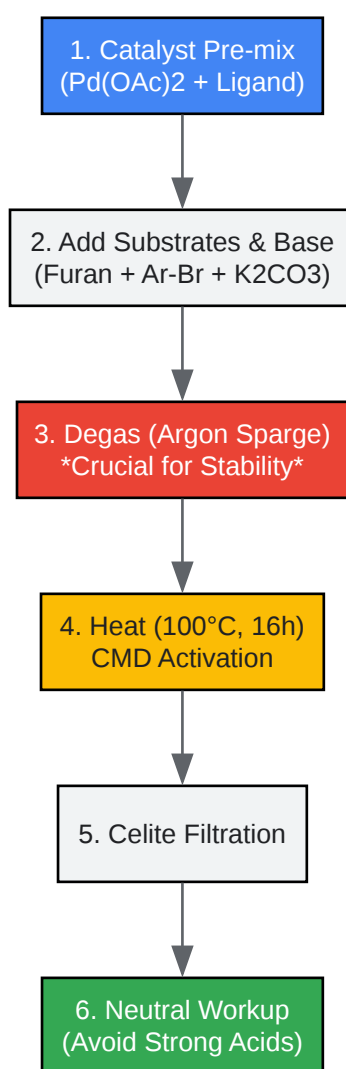 1. Catalyst Pre-mix
(Pd(OAc)2 + Ligand)
2. Add Substrates & Base
(Furan + Ar-Br + K2CO3)
3. Degas (Argon Sparge)
*Crucial for Stability*
4. Heat (100°C, 16h)
CMD Activation
5. Celite Filtration
6. Neutral Workup
(Avoid Strong Acids)